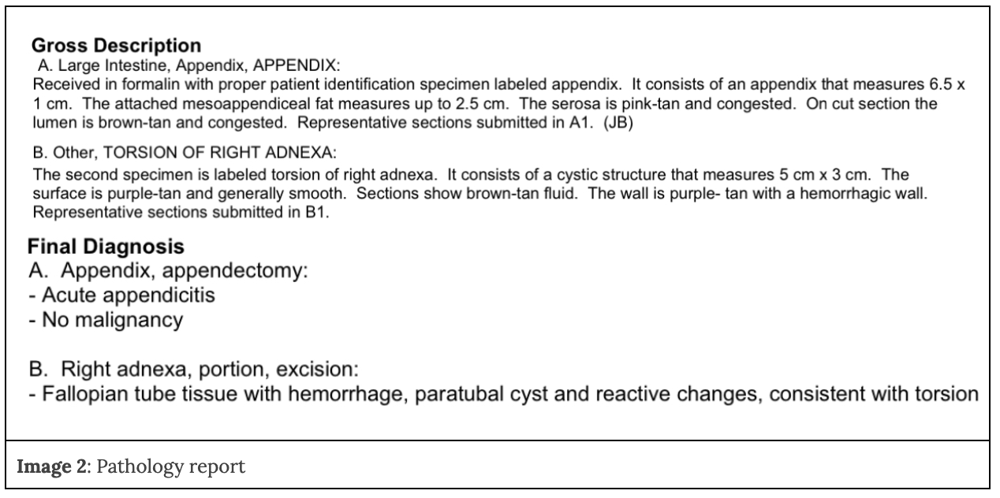 Gross Description
A. Large Intestine, Appendix, APPENDIX:
Received in formalin with proper patient identification specimen labeled appendix. It consists of an appendix that measures 6.5 x
1 cm. The attached mesoappendiceal fat measures up to 2.5 cm. The serosa is pink-tan and congested. On cut section the
lumen is brown-tan and congested. Representative sections submitted in A1. (JB)
B. Other, TORSION OF RIGHT ADNEXA:
The second specimen is labeled torsion of right adnexa. It consists of a cystic structure that measures 5 cm x 3 cm. The
surface is purple-tan and generally smooth. Sections show brown-tan fluid. The wall is purple- tan with a hemorrhagic wall.
Representative sections submitted in B1.
Final Diagnosis
A. Appendix, appendectomy:
- Acute appendicitis
- No malignancy
B. Right adnexa, portion, excision:
- Fallopian tube tissue with hemorrhage, paratubal cyst and reactive changes, consistent with torsion
Image 2: Pathology report